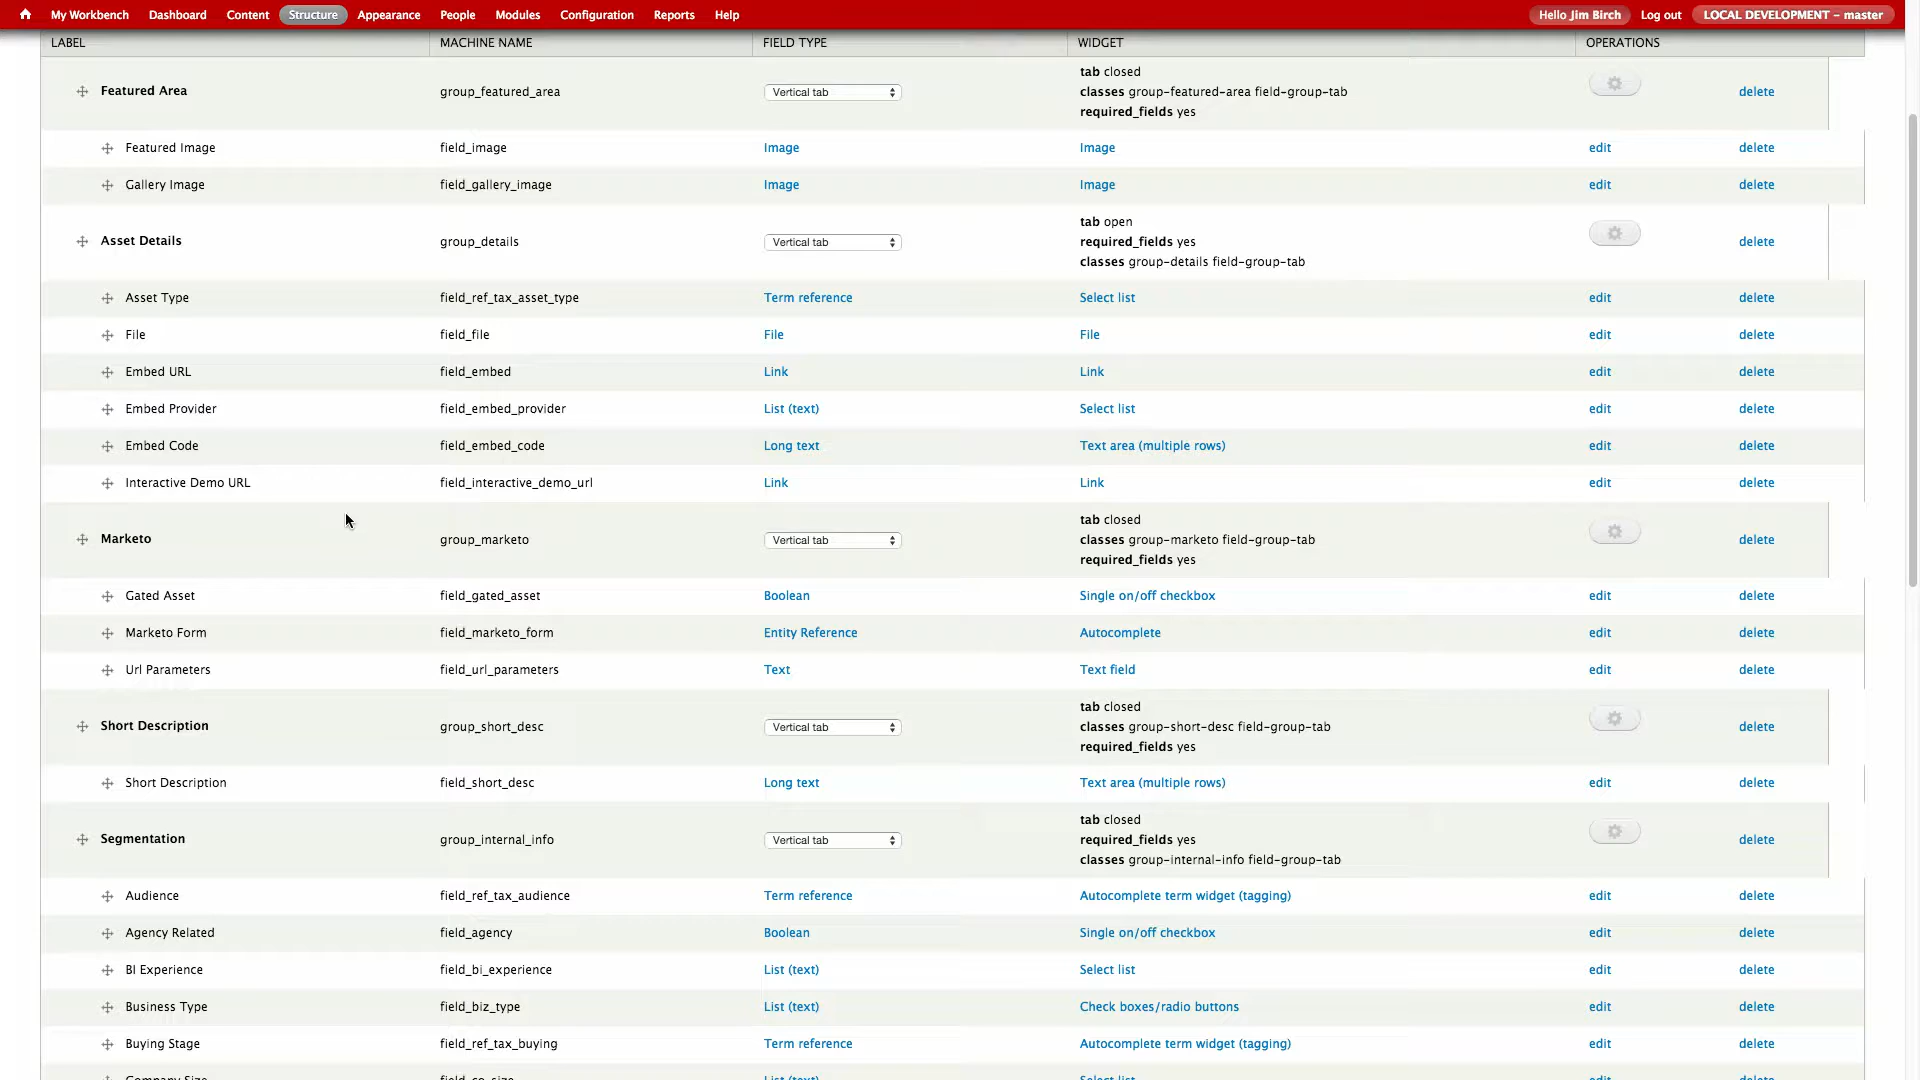 My Workbench Dashboard Content Structure Appearance People Modules Configuration Reports Help Hello Jim Birch Log out LOCAL DEVELOPMENT – master
LABEL MACHINE NAME FIELD TYPE WIDGET OPERATIONS
Featured Area group_featured_area Vertical tab tab closed delete
classes group-featured-area field-group-tab
required_fields yes
Featured Image field_image Image Image edit delete
Gallery Image field_gallery_image Image Image edit delete
Asset Details group_details Vertical tab tab open delete
required_fields yes
classes group-details field-group-tab
Asset Type field_ref_tax_asset_type Term reference Select list edit delete
File field_file File File edit delete
Embed URL field_embed Link Link edit delete
Embed Provider field_embed_provider List (text) Select list edit delete
Embed Code field_embed_code Long text Text area (multiple rows) edit delete
Interactive Demo URL field_interactive_demo_url Link Link edit delete
Marketo group_marketo Vertical tab tab closed delete
classes group-marketo field-group-tab
required_fields yes
Gated Asset field_gated_asset Boolean Single on/off checkbox edit delete
Marketo Form field_marketo_form Entity Reference Autocomplete edit delete
Url Parameters field_url_parameters Text Text field edit delete
Short Description group_short_desc Vertical tab tab closed delete
classes group-short-desc field-group-tab
required_fields yes
Short Description field_short_desc Long text Text area (multiple rows) edit delete
Segmentation group_internal_info Vertical tab tab closed delete
required_fields yes
classes group-internal-info field-group-tab
Audience field_ref_tax_audience Term reference Autocomplete term widget (tagging) edit delete
Agency Related field_agency Boolean Single on/off checkbox edit delete
BI Experience field_bi_experience List (text) Select list edit delete
Business Type field_biz_type List (text) Check boxes/radio buttons edit delete
Buying Stage field_ref_tax_buying Term reference Autocomplete term widget (tagging) edit delete
Company Size field_co_size List (text) Select list edit delete